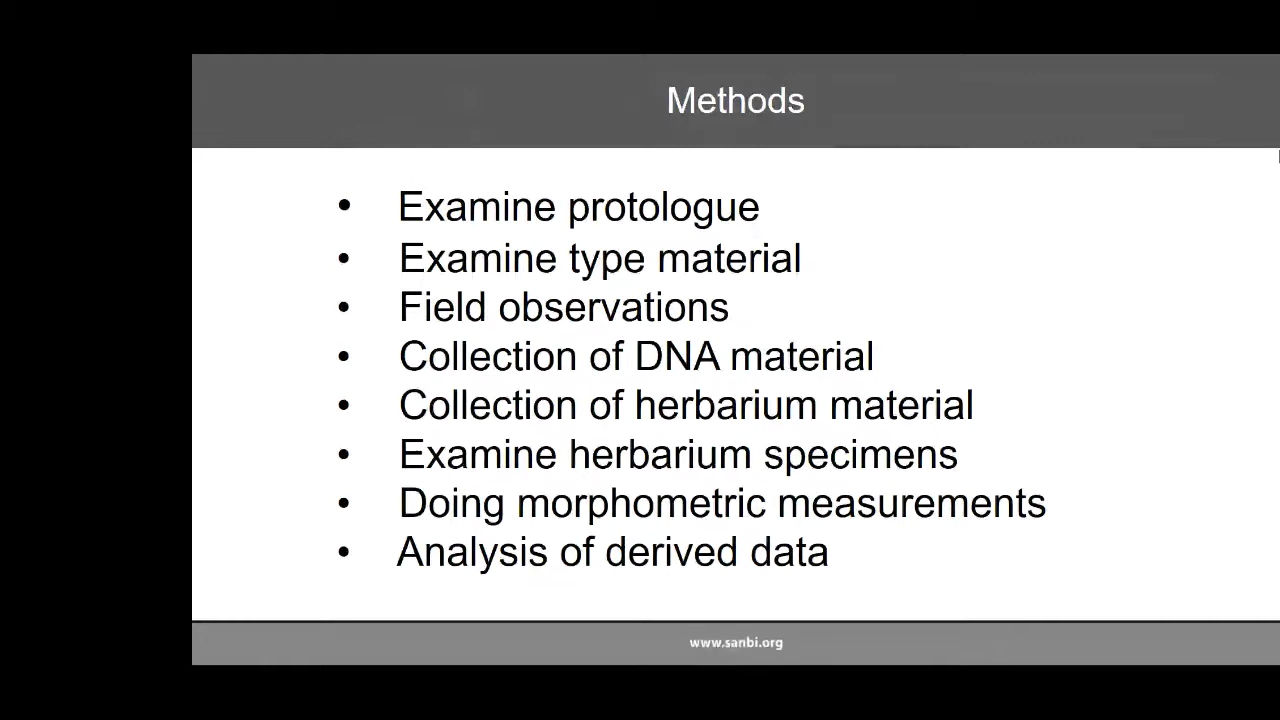 Methods
• Examine protologue
• Examine type material
• Field observations
• Collection of DNA material
• Collection of herbarium material
• Examine herbarium specimens
• Doing morphometric measurements
• Analysis of derived data
www.sanbi.org